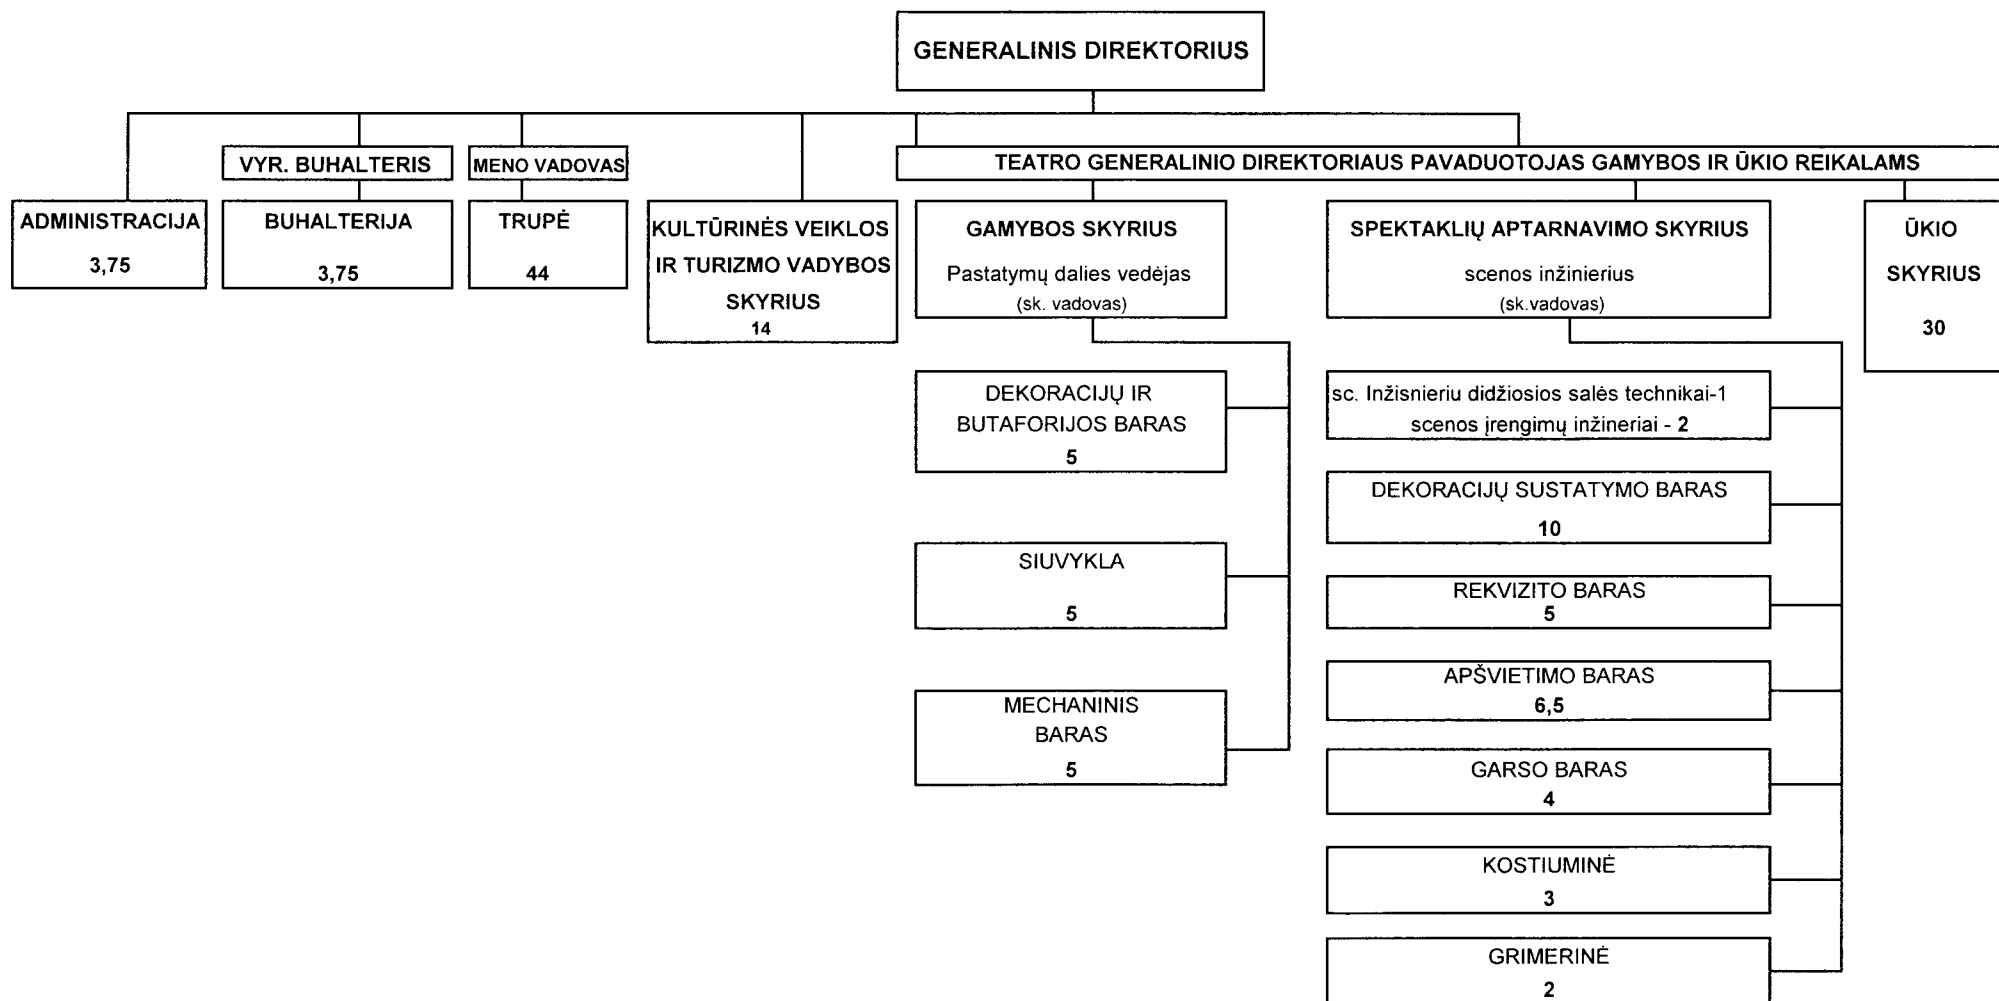 GENERALINIS DIREKTORIUS
VYR. BUHALTERIS
MENO VADOVAS
TEATRO GENERALINIO DIREKTORIAUS PAVADUOTOJAS GAMYBOS IR ŪKIO REIKALAMS
ADMINISTRACIJA
3,75
BUHALTERIJA
3,75
TRUPĖ
44
KULTŪRINĖS VEIKLOS
IR TURIZMO VADYBOS
SKYRIUS
14
GAMYBOS SKYRIUS
Pastatymų dalies vedėjas
(sk. vadovas)
SPEKTAKLIŲ APTARNAVIMO SKYRIUS
scenos inžinierius
(sk.vadovas)
ŪKIO
SKYRIUS
30
DEKORACIJŲ IR
BUTAFORIJOS BARAS
5
SIUVYKLA
5
MECHANINIS
BARAS
5
sc. Inžisnieriu didžiosios salės technikai-1
scenos įrengimų inžineriai - 2
DEKORACIJŲ SUSTATYMO BARAS
10
REKVIZITO BARAS
5
APŠVIETIMO BARAS
6,5
GARSO BARAS
4
KOSTIUMINĖ
3
GRIMERINĖ
2